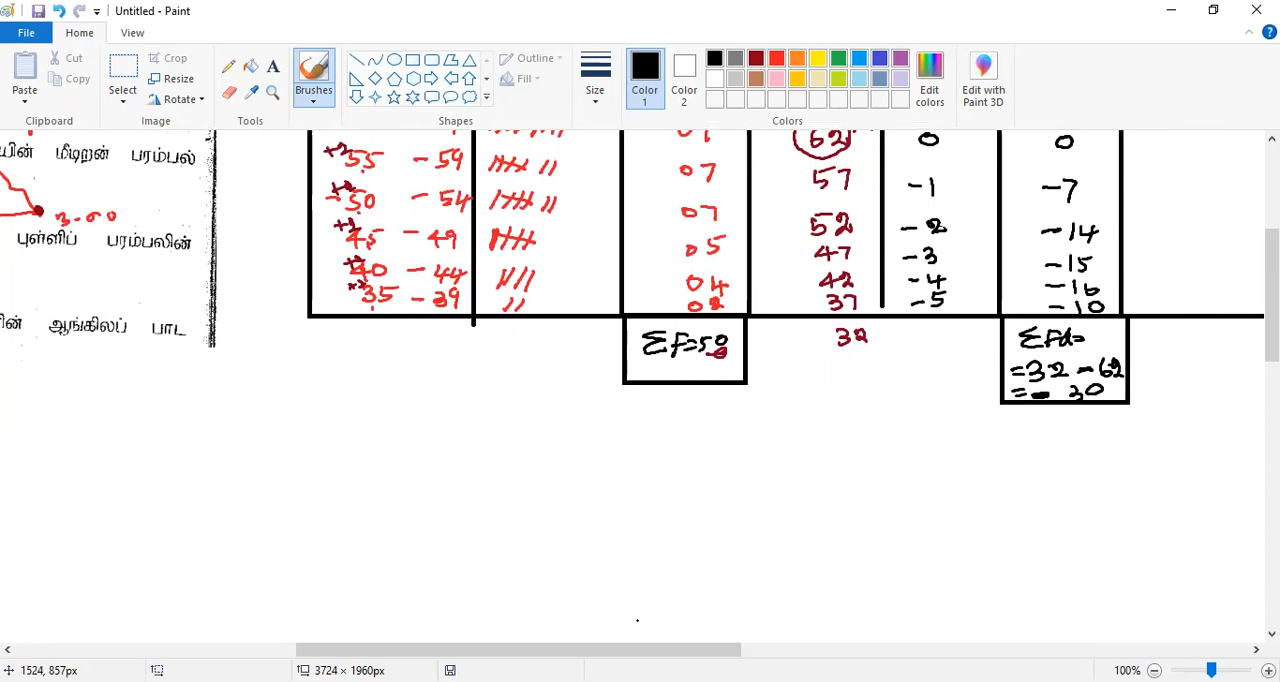 Untitled - Paint
File
Home
View
Paste
Cut
Copy
Clipboard
Select
Crop
Resize
Rotate
Image
Tools
Brushes
Outline
Fill
Shapes
Size
Color 1
Color 2
Edit colors
Edit with Paint 3D
Colors
யின் மீடிறன் பரம்பல்
புள்ளிப் பரம்பலின்
ின் ஆங்கிலப் பாட
62 0 0
55 - 59 07 57 -1 -7
50 - 54 07 52 -2 -14
45 - 49 05 47 -3 -15
40 - 44 04 42 -4 -16
35 - 39 02 37 -5 -10
Σf=50 32 Σfd=
=32 -62
=- 30
1524, 857px
3724 × 1960px
100%